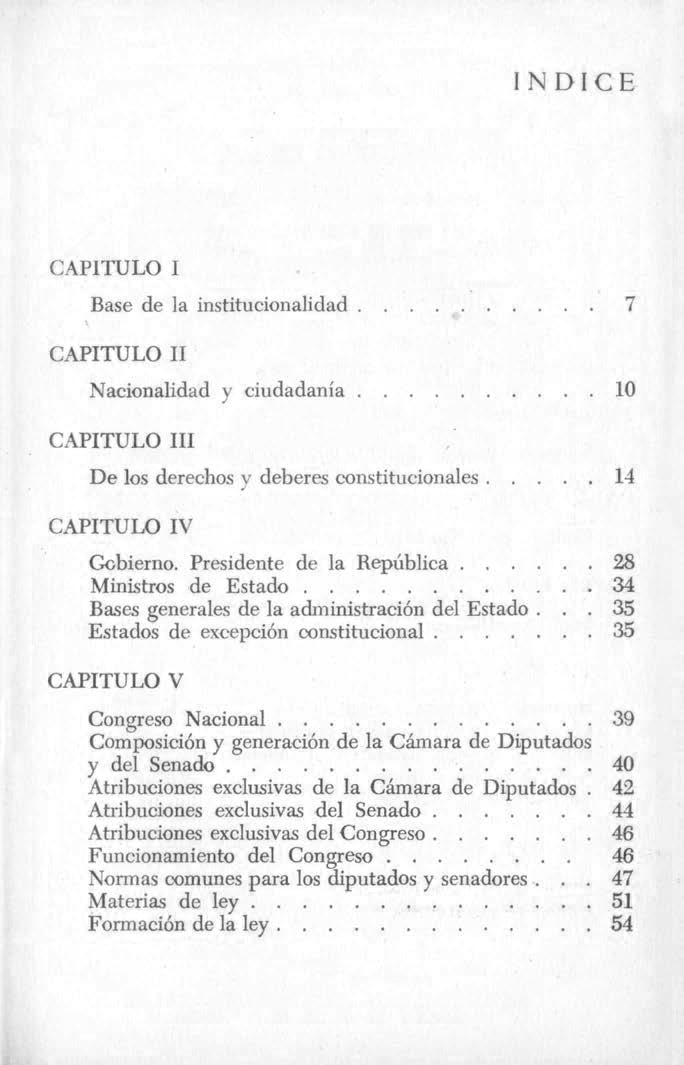 INDICE
CAPITULO I
Base de la institucionalidad . . . . . . . . . . 7
CAPITULO II
Nacionalidad y ciudadanía . . . . . . . . . . 10
CAPITULO III
De los derechos y deberes constitucionales . . . . . 14
CAPITULO IV
Gobierno. Presidente de la República . . . . . . 28
Ministros de Estado . . . . . . . . . . . . 34
Bases generales de la administración del Estado . . . 35
Estados de excepción constitucional . . . . . . . 35
CAPITULO V
Congreso Nacional . . . . . . . . . . . . . 39
Composición y generación de la Cámara de Diputados
y del Senado . . . . . . . . . . . . . . . 40
Atribuciones exclusivas de la Cámara de Diputados . 42
Atribuciones exclusivas del Senado . . . . . . . 44
Atribuciones exclusivas del Congreso . . . . . . . 46
Funcionamiento del Congreso . . . . . . . . 46
Normas comunes para los diputados y senadores . . . 47
Materias de ley . . . . . . . . . . . . . . 51
Formación de la ley . . . . . . . . . . . . . 54